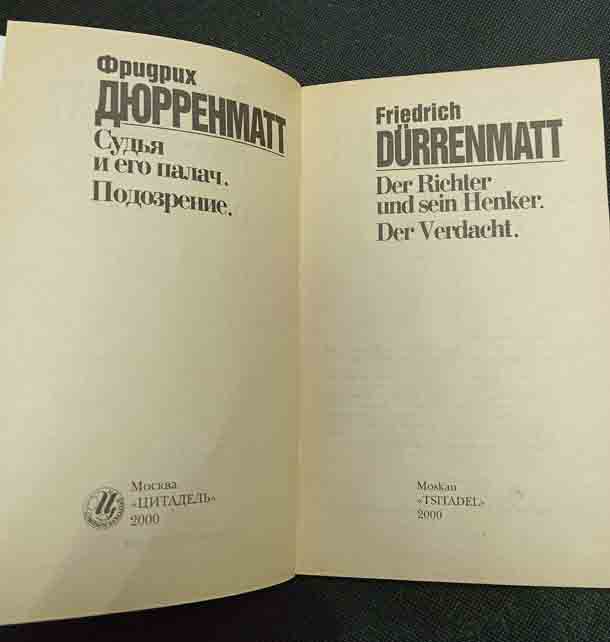 Фридрих
ДЮРРЕНМАТТ
Судья
и его палач.
Подозрение.
Москва
«ЦИТАДЕЛЬ»
2000
Friedrich
DÜRRENMATT
Der Richter
und sein Henker.
Der Verdacht.
Moskau
«TSITADEL»
2000